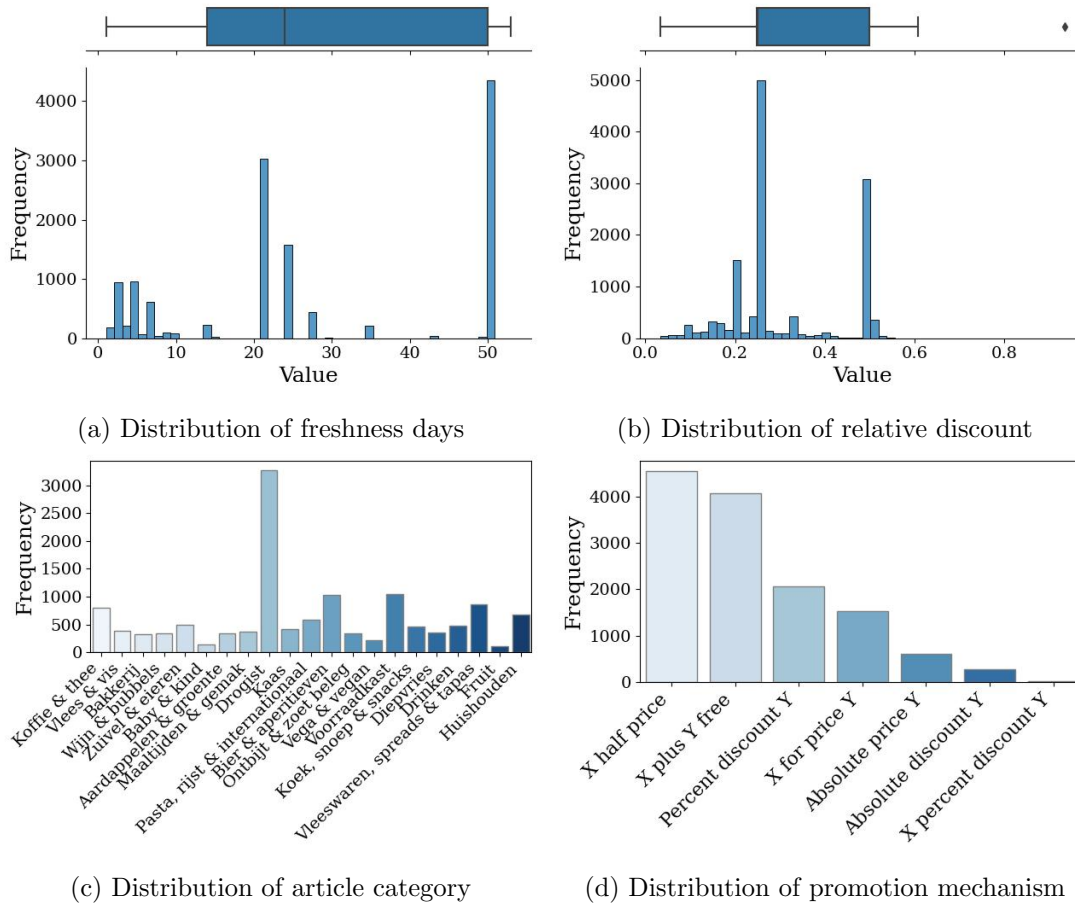 4000
3000
2000
1000
0
Frequency
0 10 20 30 40 50
Value
(a) Distribution of freshness days
5000
4000
3000
2000
1000
0
Frequency
0.0 0.2 0.4 0.6 0.8
Value
(b) Distribution of relative discount
3000
2500
2000
1500
1000
500
0
Frequency
Koffie & thee
Vlees & vis
Bakkerij
Wijn & bubbels
Zuivel & eieren
Baby & kind
Aardappelen & groente
Maaltijden & gemak
Drogist
Kaas
Pasta, rijst & internationaal
Bier & aperitieven
Ontbijt & zoet beleg
Vega & vegan
Voorraadkast
Koek, snoep & snacks
Diepvries
Drinken
Vleeswaren, spreads & tapas
Fruit
Huishouden
(c) Distribution of article category
4000
3000
2000
1000
0
Frequency
X half price
X plus Y free
Percent discount Y
X for price Y
Absolute price Y
Absolute discount Y
X percent discount Y
(d) Distribution of promotion mechanism